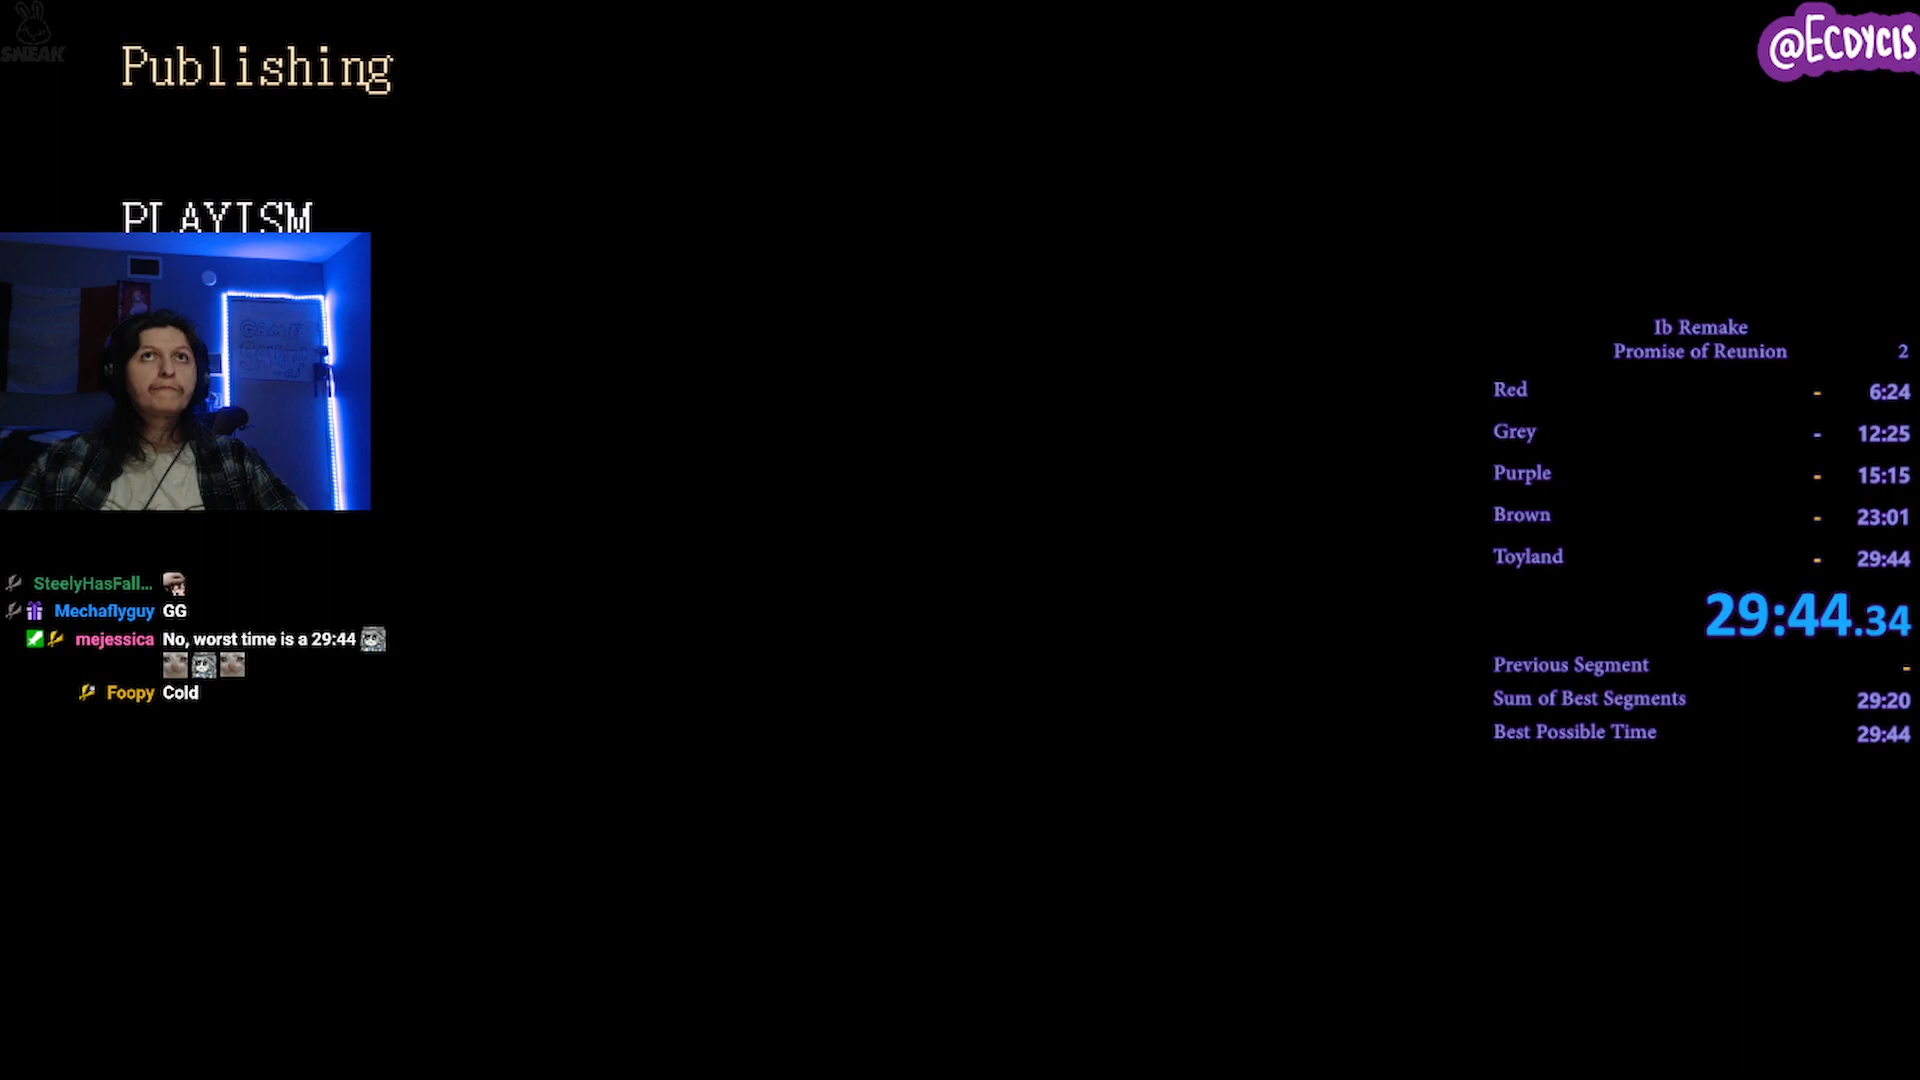 SNEAK
Publishing
@ECDYCIS
PLAYISM
GAME
Ib Remake
Promise of Reunion 2
Red - 6:24
Grey - 12:25
Purple - 15:15
Brown - 23:01
Toyland - 29:44
29:44.34
Previous Segment -
Sum of Best Segments 29:20
Best Possible Time 29:44
SteelyHasFall...
Mechaflyguy GG
mejessica No, worst time is a 29:44
Foopy Cold